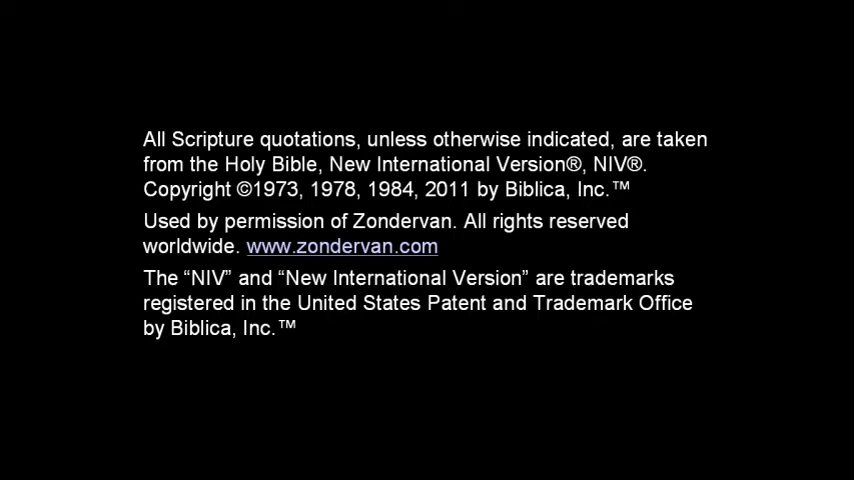 All Scripture quotations, unless otherwise indicated, are taken
from the Holy Bible, New International Version®, NIV®.
Copyright ©1973, 1978, 1984, 2011 by Biblica, Inc.™
Used by permission of Zondervan. All rights reserved
worldwide. www.zondervan.com
The “NIV” and “New International Version” are trademarks
registered in the United States Patent and Trademark Office
by Biblica, Inc.™